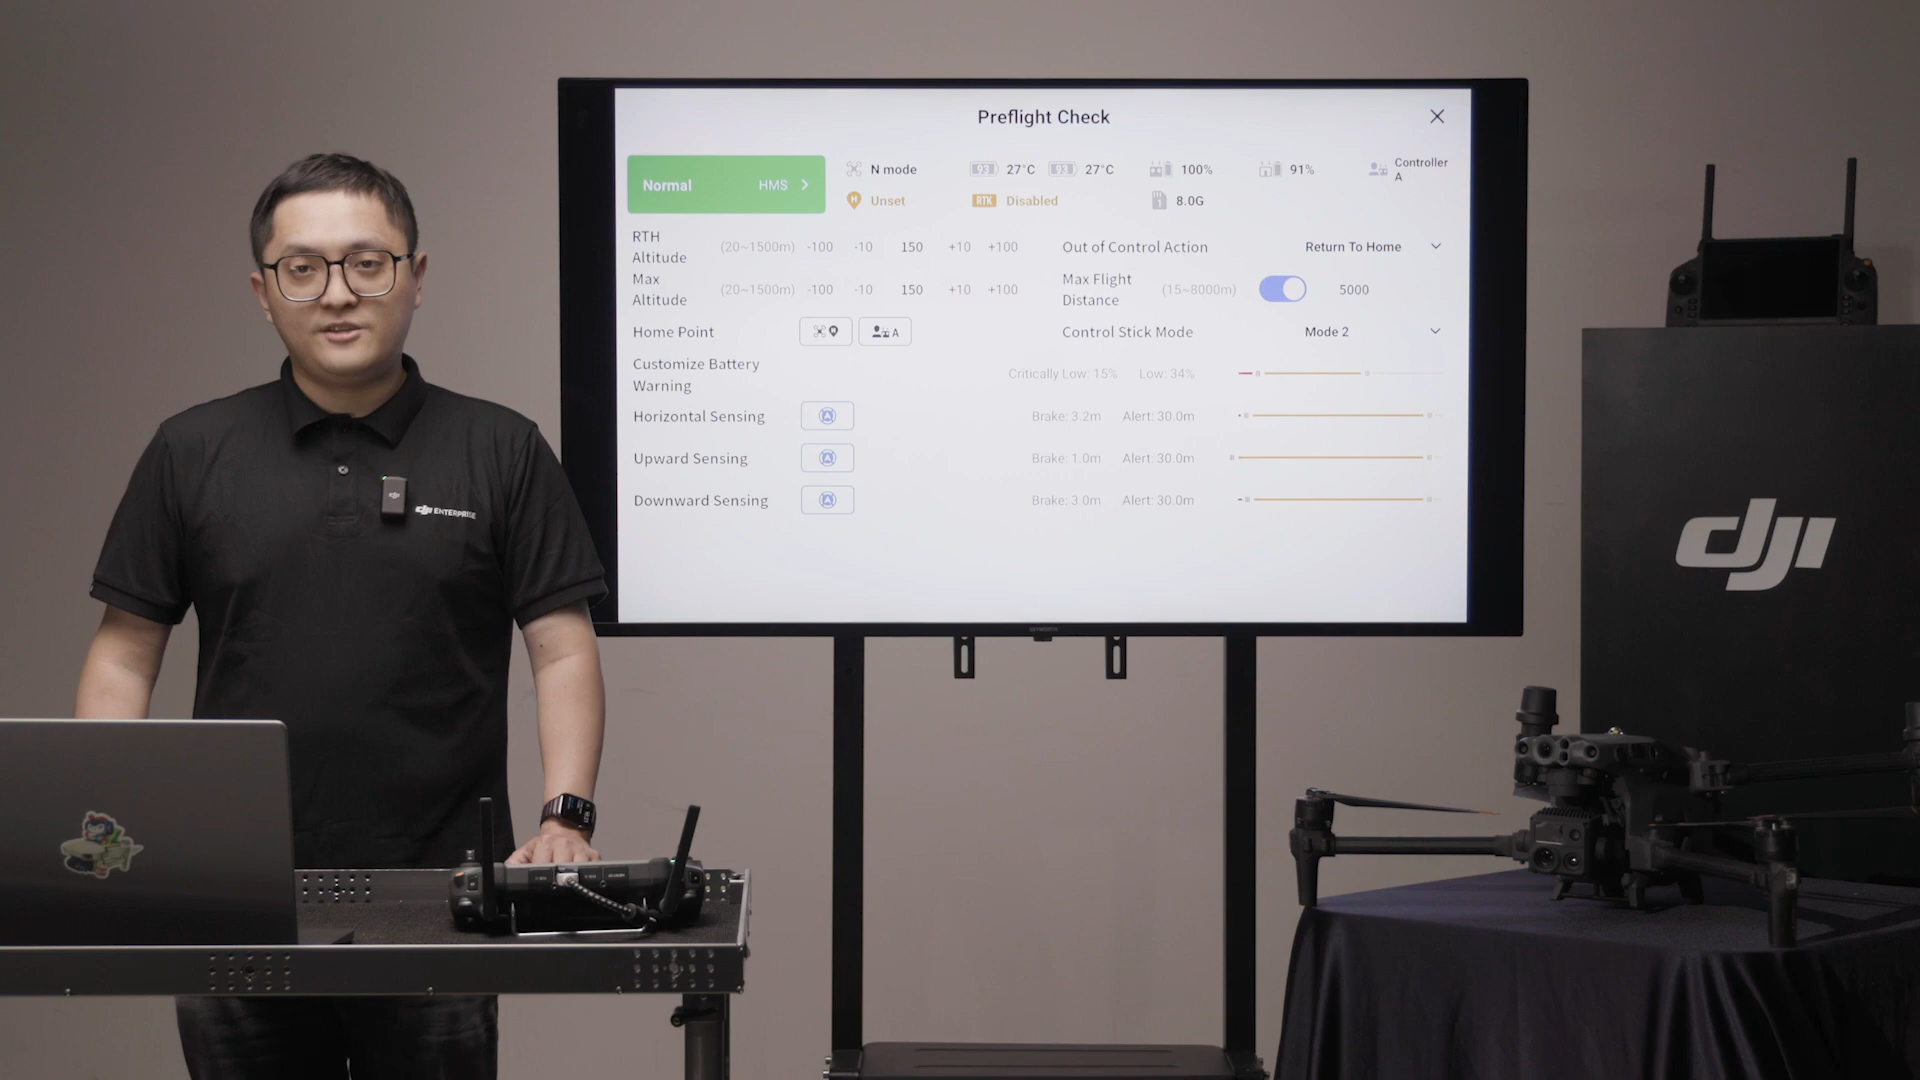 Preflight Check
Normal HMS
N mode 93 27°C 93 27°C 100% 91% Controller A
H Unset RTK Disabled 1 8.0G
RTH Altitude (20~1500m) -100 -10 150 +10 +100
Out of Control Action Return To Home
Max Altitude (20~1500m) -100 -10 150 +10 +100
Max Flight Distance (15~8000m) 5000
Home Point A
Control Stick Mode Mode 2
Customize Battery Warning Critically Low: 15% Low: 34%
Horizontal Sensing Brake: 3.2m Alert: 30.0m
Upward Sensing Brake: 1.0m Alert: 30.0m
Downward Sensing Brake: 3.0m Alert: 30.0m
dji ENTERPRISE
dji